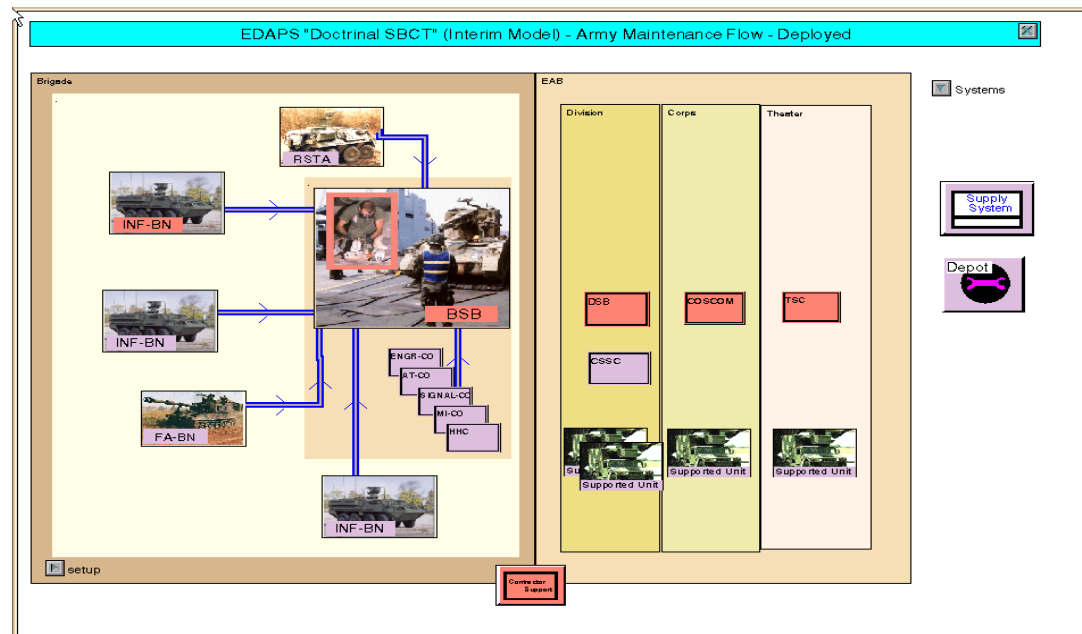 EDAPS "Doctrinal SBCT" (Interim Model) - Army Maintenance Flow - Deployed
Brigade
EAB
Systems
Division
Corps
Theater
RSTA
INF-BN
Supply
System
Depot
DSB
COSCOM
TSC
BSB
INF-BN
CSSC
ENGR-CO
AT-CO
SIGNAL-CO
MI-CO
HHC
FA-BN
Supported Unit
Supported Unit
Supported Unit
INF-BN
setup
Contractor
Support